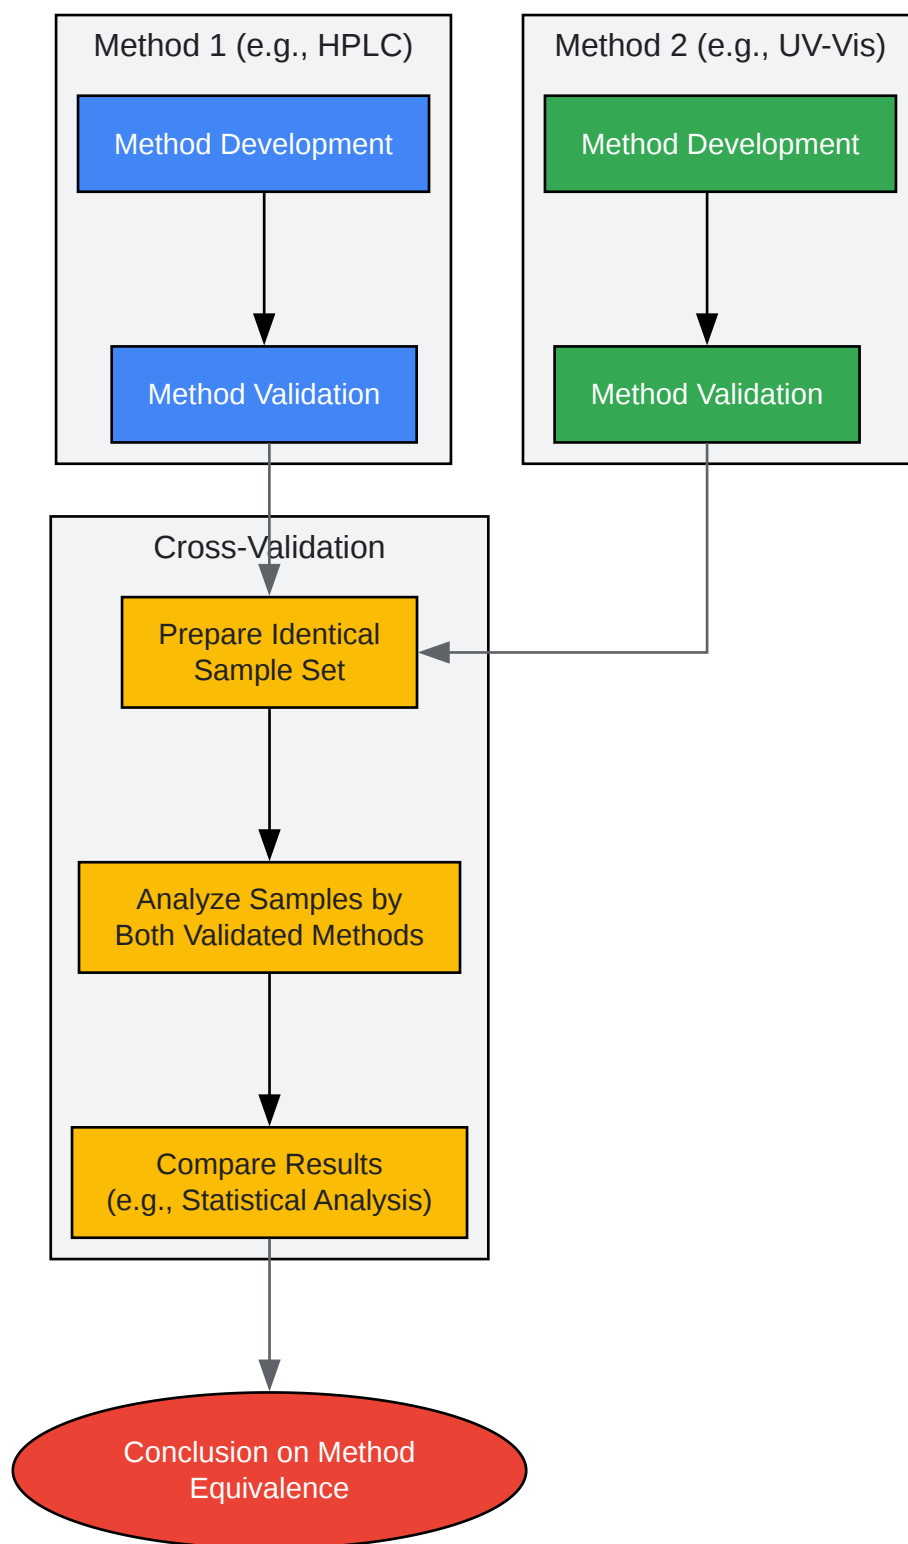 Method 1 (e.g., HPLC)
Method 2 (e.g., UV-Vis)
Method Development
Method Development
Method Validation
Method Validation
Cross-Validation
Prepare Identical
Sample Set
Analyze Samples by
Both Validated Methods
Compare Results
(e.g., Statistical Analysis)
Conclusion on Method
Equivalence